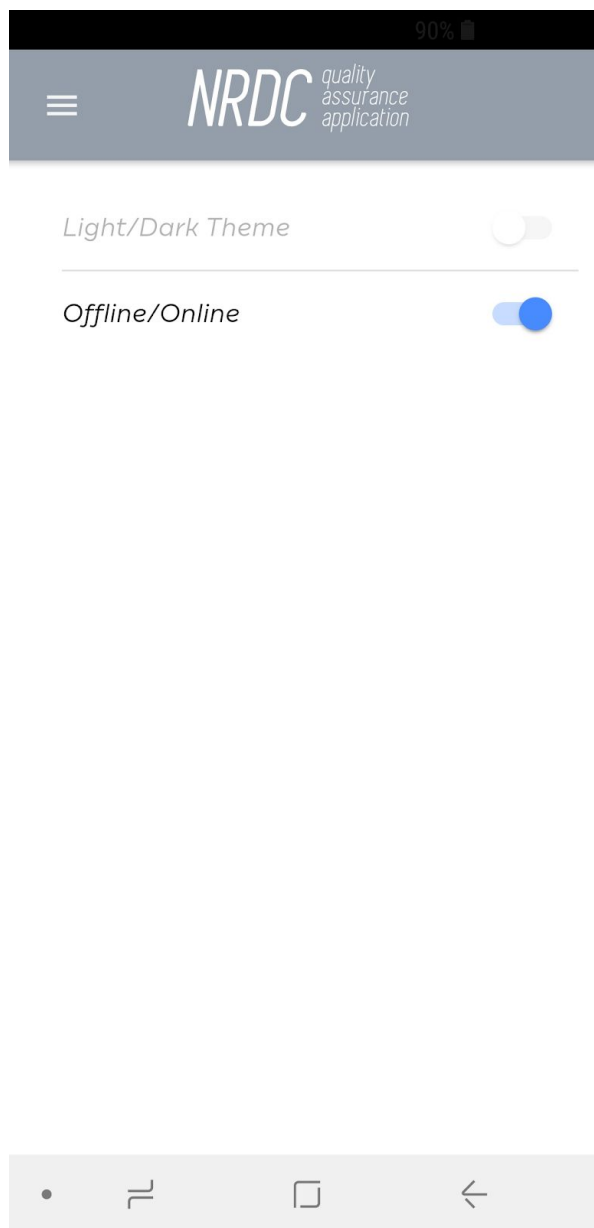 90%
NRDC
quality
assurance
application
Light/Dark Theme
Offline/Online